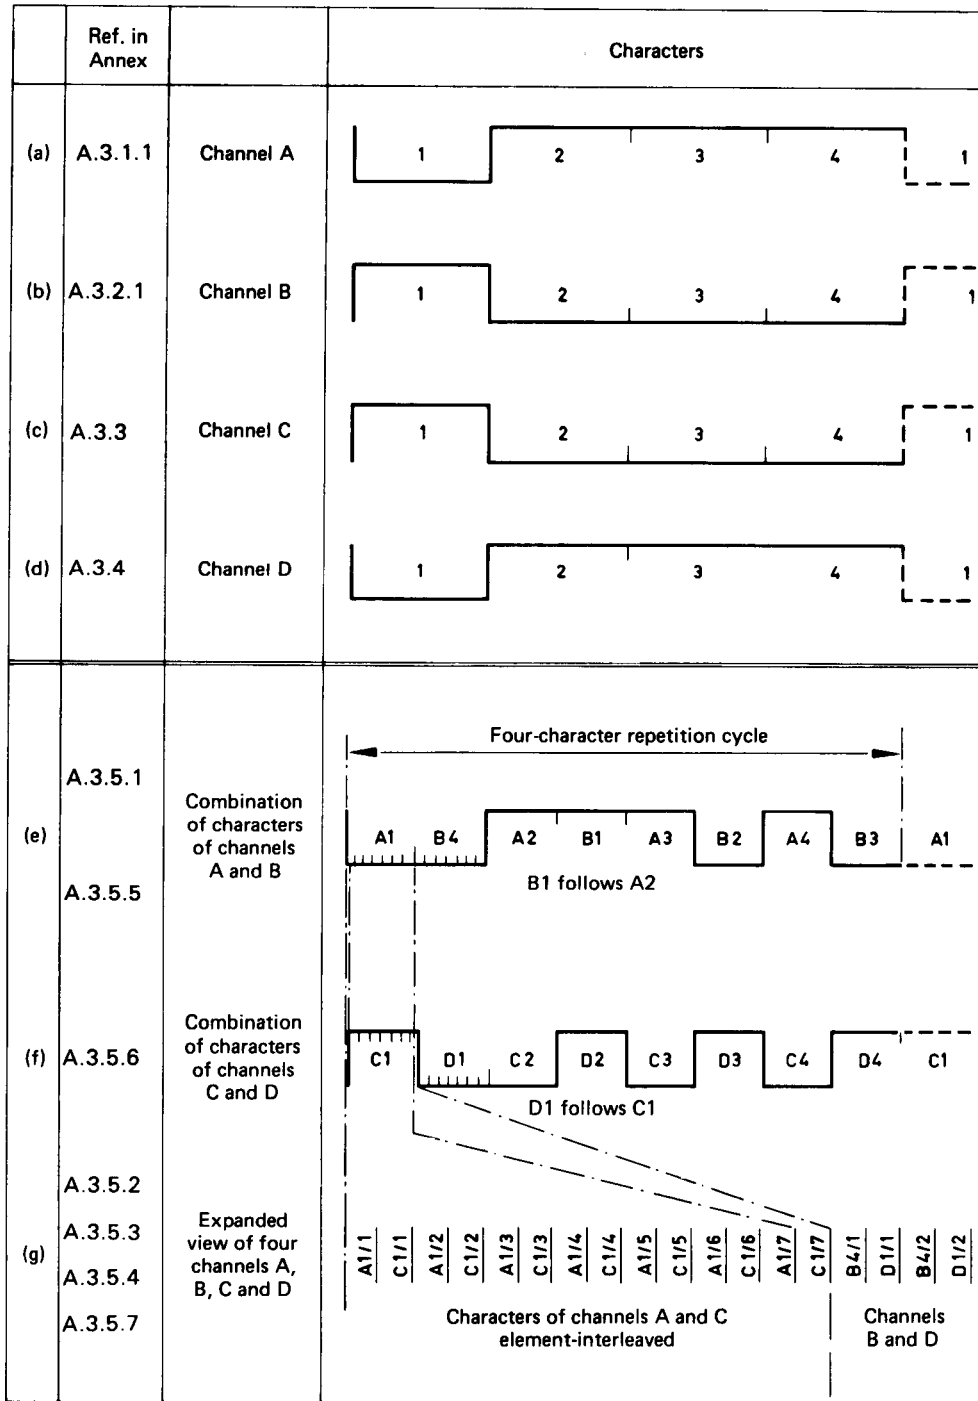 Ref. in
Annex
Characters
(a) A.3.1.1 Channel A 1 2 3 4 1
(b) A.3.2.1 Channel B 1 2 3 4 1
(c) A.3.3 Channel C 1 2 3 4 1
(d) A.3.4 Channel D 1 2 3 4 1
Four-character repetition cycle
A.3.5.1
(e)
A.3.5.5
Combination
of characters
of channels
A and B
A1 B4 A2 B1 A3 B2 A4 B3 A1
B1 follows A2
(f) A.3.5.6
Combination
of characters
of channels
C and D
C1 D1 C2 D2 C3 D3 C4 D4 C1
D1 follows C1
(g)
A.3.5.2
A.3.5.3
A.3.5.4
A.3.5.7
Expanded
view of four
channels A,
B, C and D
A1/1 C1/1 A1/2 C1/2 A1/3 C1/3 A1/4 C1/4 A1/5 C1/5 A1/6 C1/6 A1/7 C1/7 B4/1 D1/1 B4/2 D1/2
Characters of channels A and C
element-interleaved
Channels
B and D